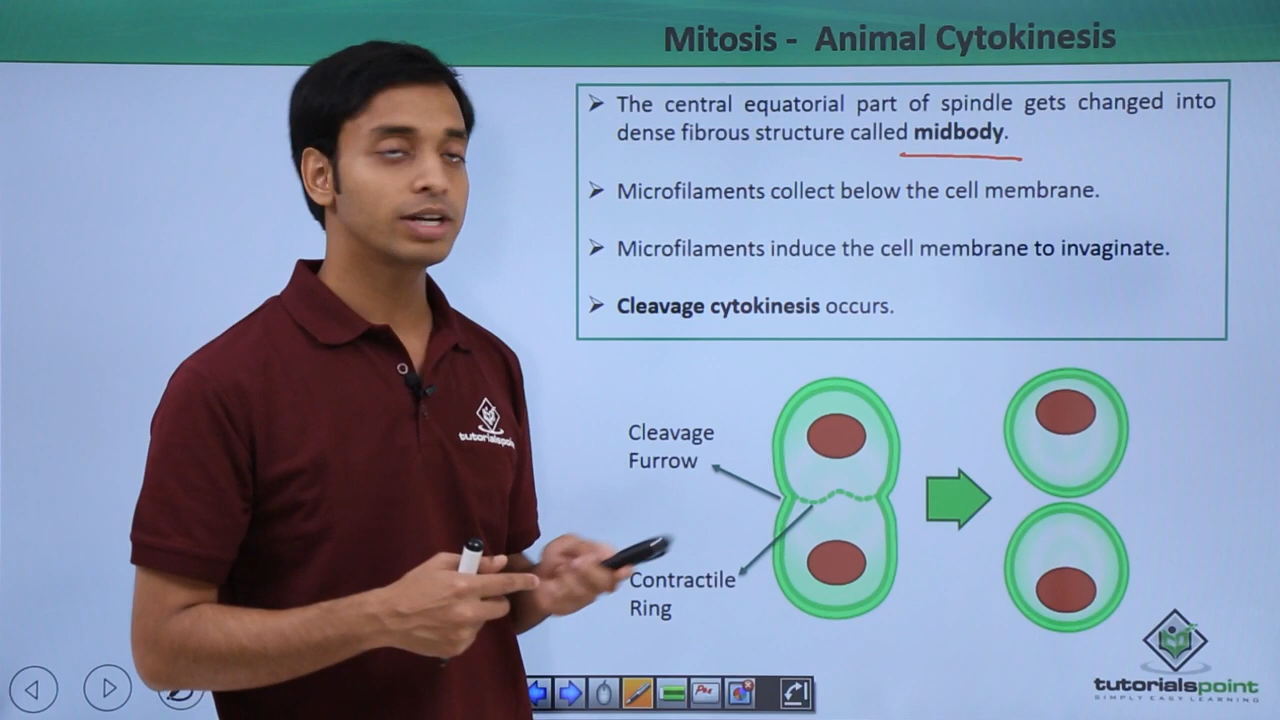 Mitosis - Animal Cytokinesis
➢ The central equatorial part of spindle gets changed into
dense fibrous structure called midbody.
➢ Microfilaments collect below the cell membrane.
➢ Microfilaments induce the cell membrane to invaginate.
➢ Cleavage cytokinesis occurs.
Cleavage
Furrow
Contractile
Ring
tutorialspoint
tutorialspoint
SIMPLY EASY LEARNING